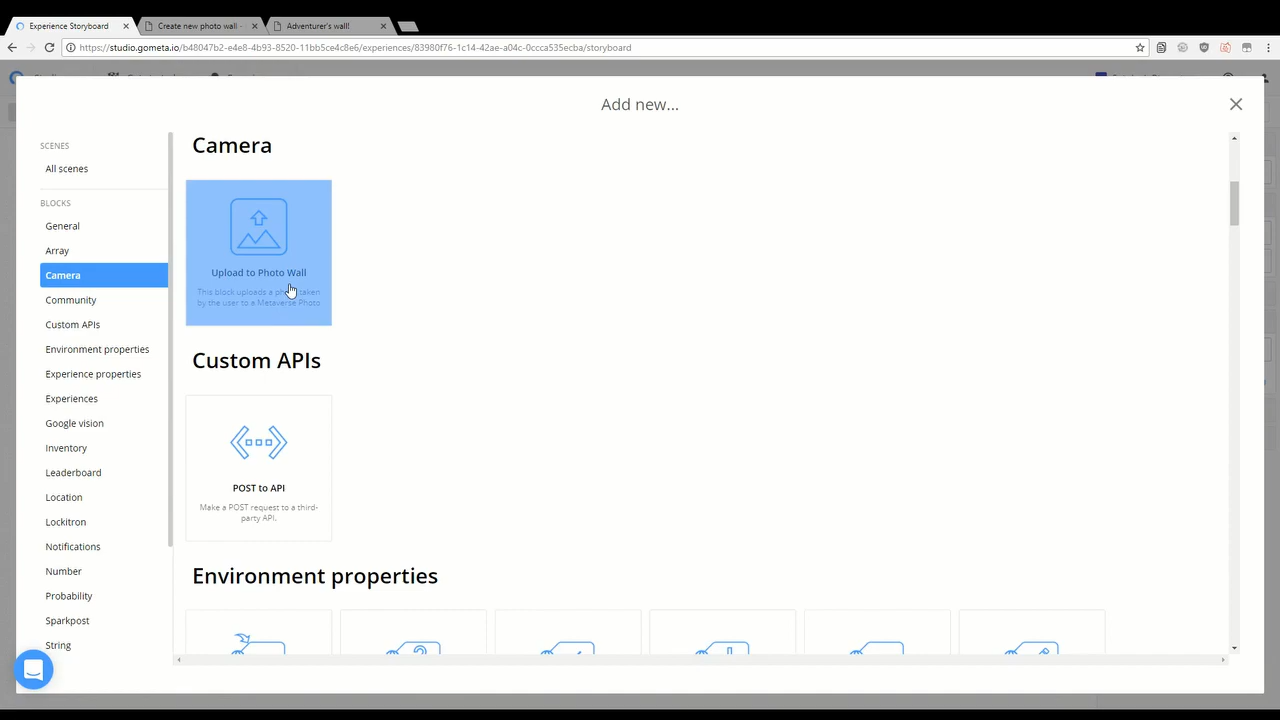 Experience Storyboard
Create new photo wall -
Adventurer's wall!
https://studio.gometa.io/b48047b2-e4e8-4b93-8520-11bb5ce4c8e6/experiences/83980f76-1c14-42ae-a04c-0ccca535ecba/storyboard
Add new...
SCENES
All scenes
BLOCKS
General
Array
Camera
Community
Custom APIs
Environment properties
Experience properties
Experiences
Google vision
Inventory
Leaderboard
Location
Lockitron
Notifications
Number
Probability
Sparkpost
String
Camera
Upload to Photo Wall
This block uploads a photo taken
by the user to a Metaverse Photo
Custom APIs
POST to API
Make a POST request to a third-
party API.
Environment properties